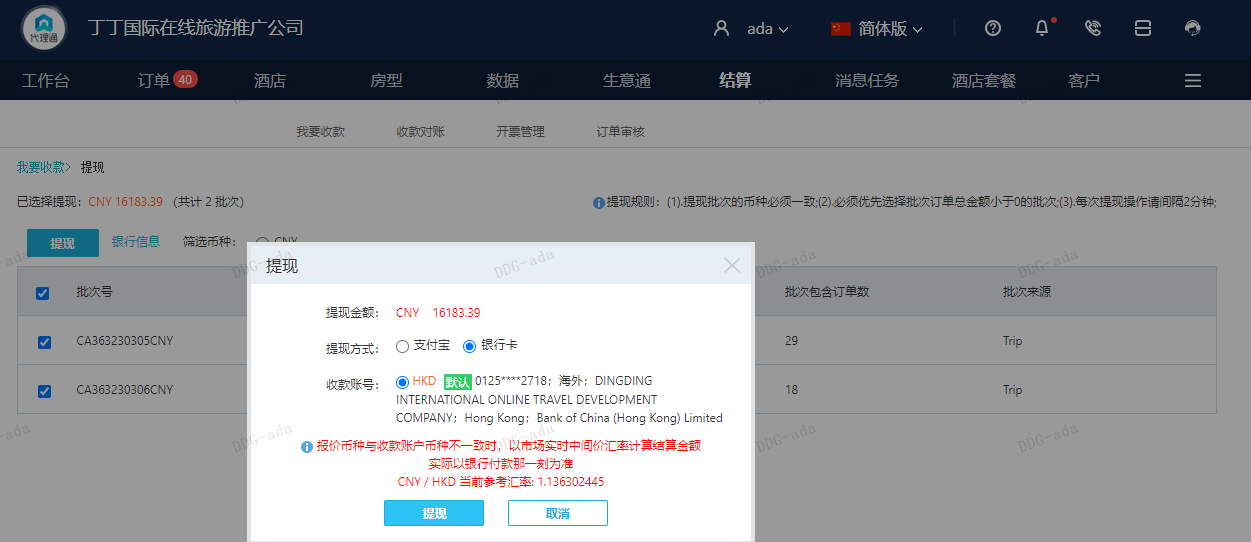 代理通
丁丁国际在线旅游推广公司
ada
简体版
工作台 订单 40 酒店 房型 数据 生意通 结算 消息任务 酒店套餐 客户
我要收款 收款对账 开票管理 订单审核
我要收款> 提现
已选择提现：CNY 16183.39 (共计 2 批次)
提现规则：(1).提现批次的币种必须一致;(2).必须优先选择批次订单总金额小于0的批次;(3).每次提现操作请间隔2分钟;
提现 银行信息 筛选币种： CNY
批次号 批次包含订单数 批次来源
CA363230305CNY 29 Trip
CA363230306CNY 18 Trip
提现
提现金额： CNY 16183.39
提现方式： 支付宝 银行卡
收款账号： HKD 默认 0125****2718；海外；DINGDING
INTERNATIONAL ONLINE TRAVEL DEVELOPMENT
COMPANY；Hong Kong；Bank of China (Hong Kong) Limited
报价币种与收款账户币种不一致时，以市场实时中间价汇率计算结算金额
实际以银行付款那一刻为准
CNY / HKD 当前参考汇率: 1.136302445
提现 取消
DDG-ada
DDG-ada
DDG-ada
DDG-ada
DDG-ada
DDG-ada
DDG-ada